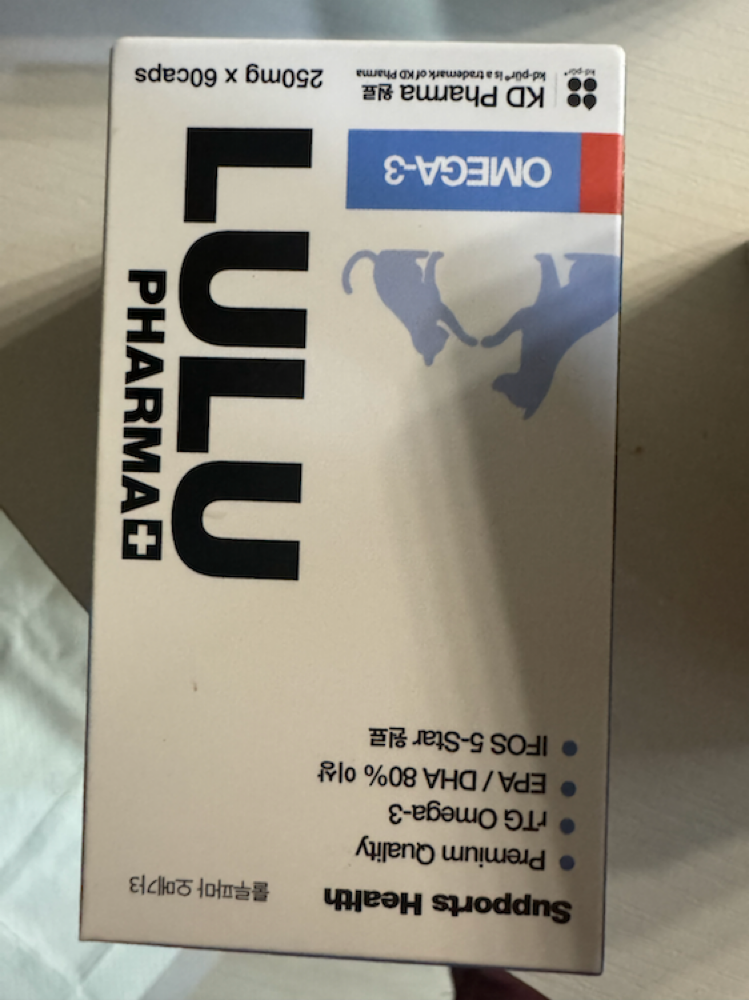 Supports Health
룰루파마 오메가3
Premium Quality
rTG Omega-3
EPA / DHA 80% 이상
IFOS 5-Star 원료
LULU
PHARMA
OMEGA-3
kd-pür®
KD Pharma 원료
kd-pür® is a trademark of KD Pharma
250mg x 60caps